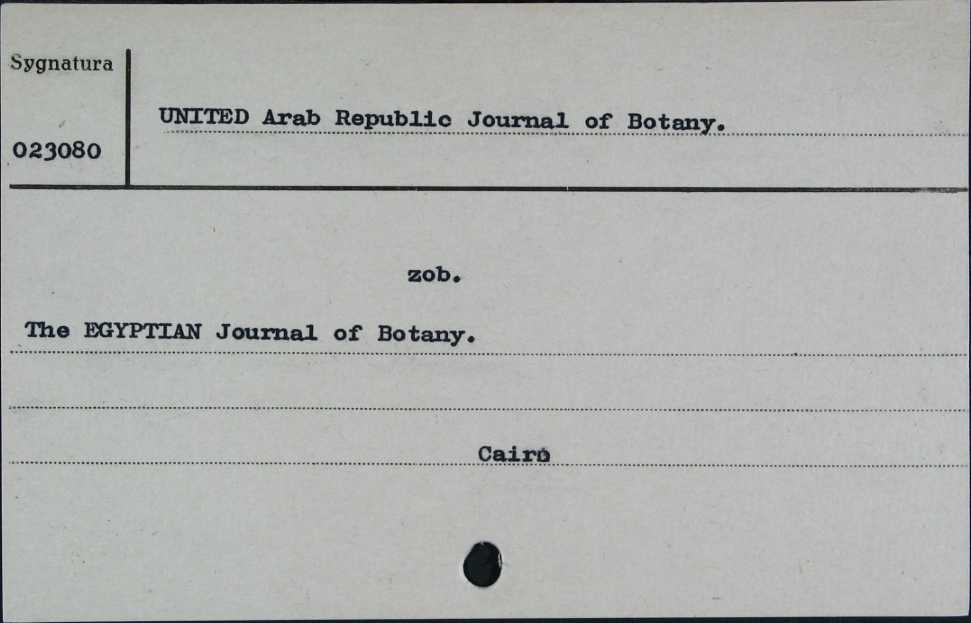 Sygnatura
UNITED Arab Republic Journal of Botany.
023080
zob.
The EGYPTIAN Journal of Botany.
Cairo